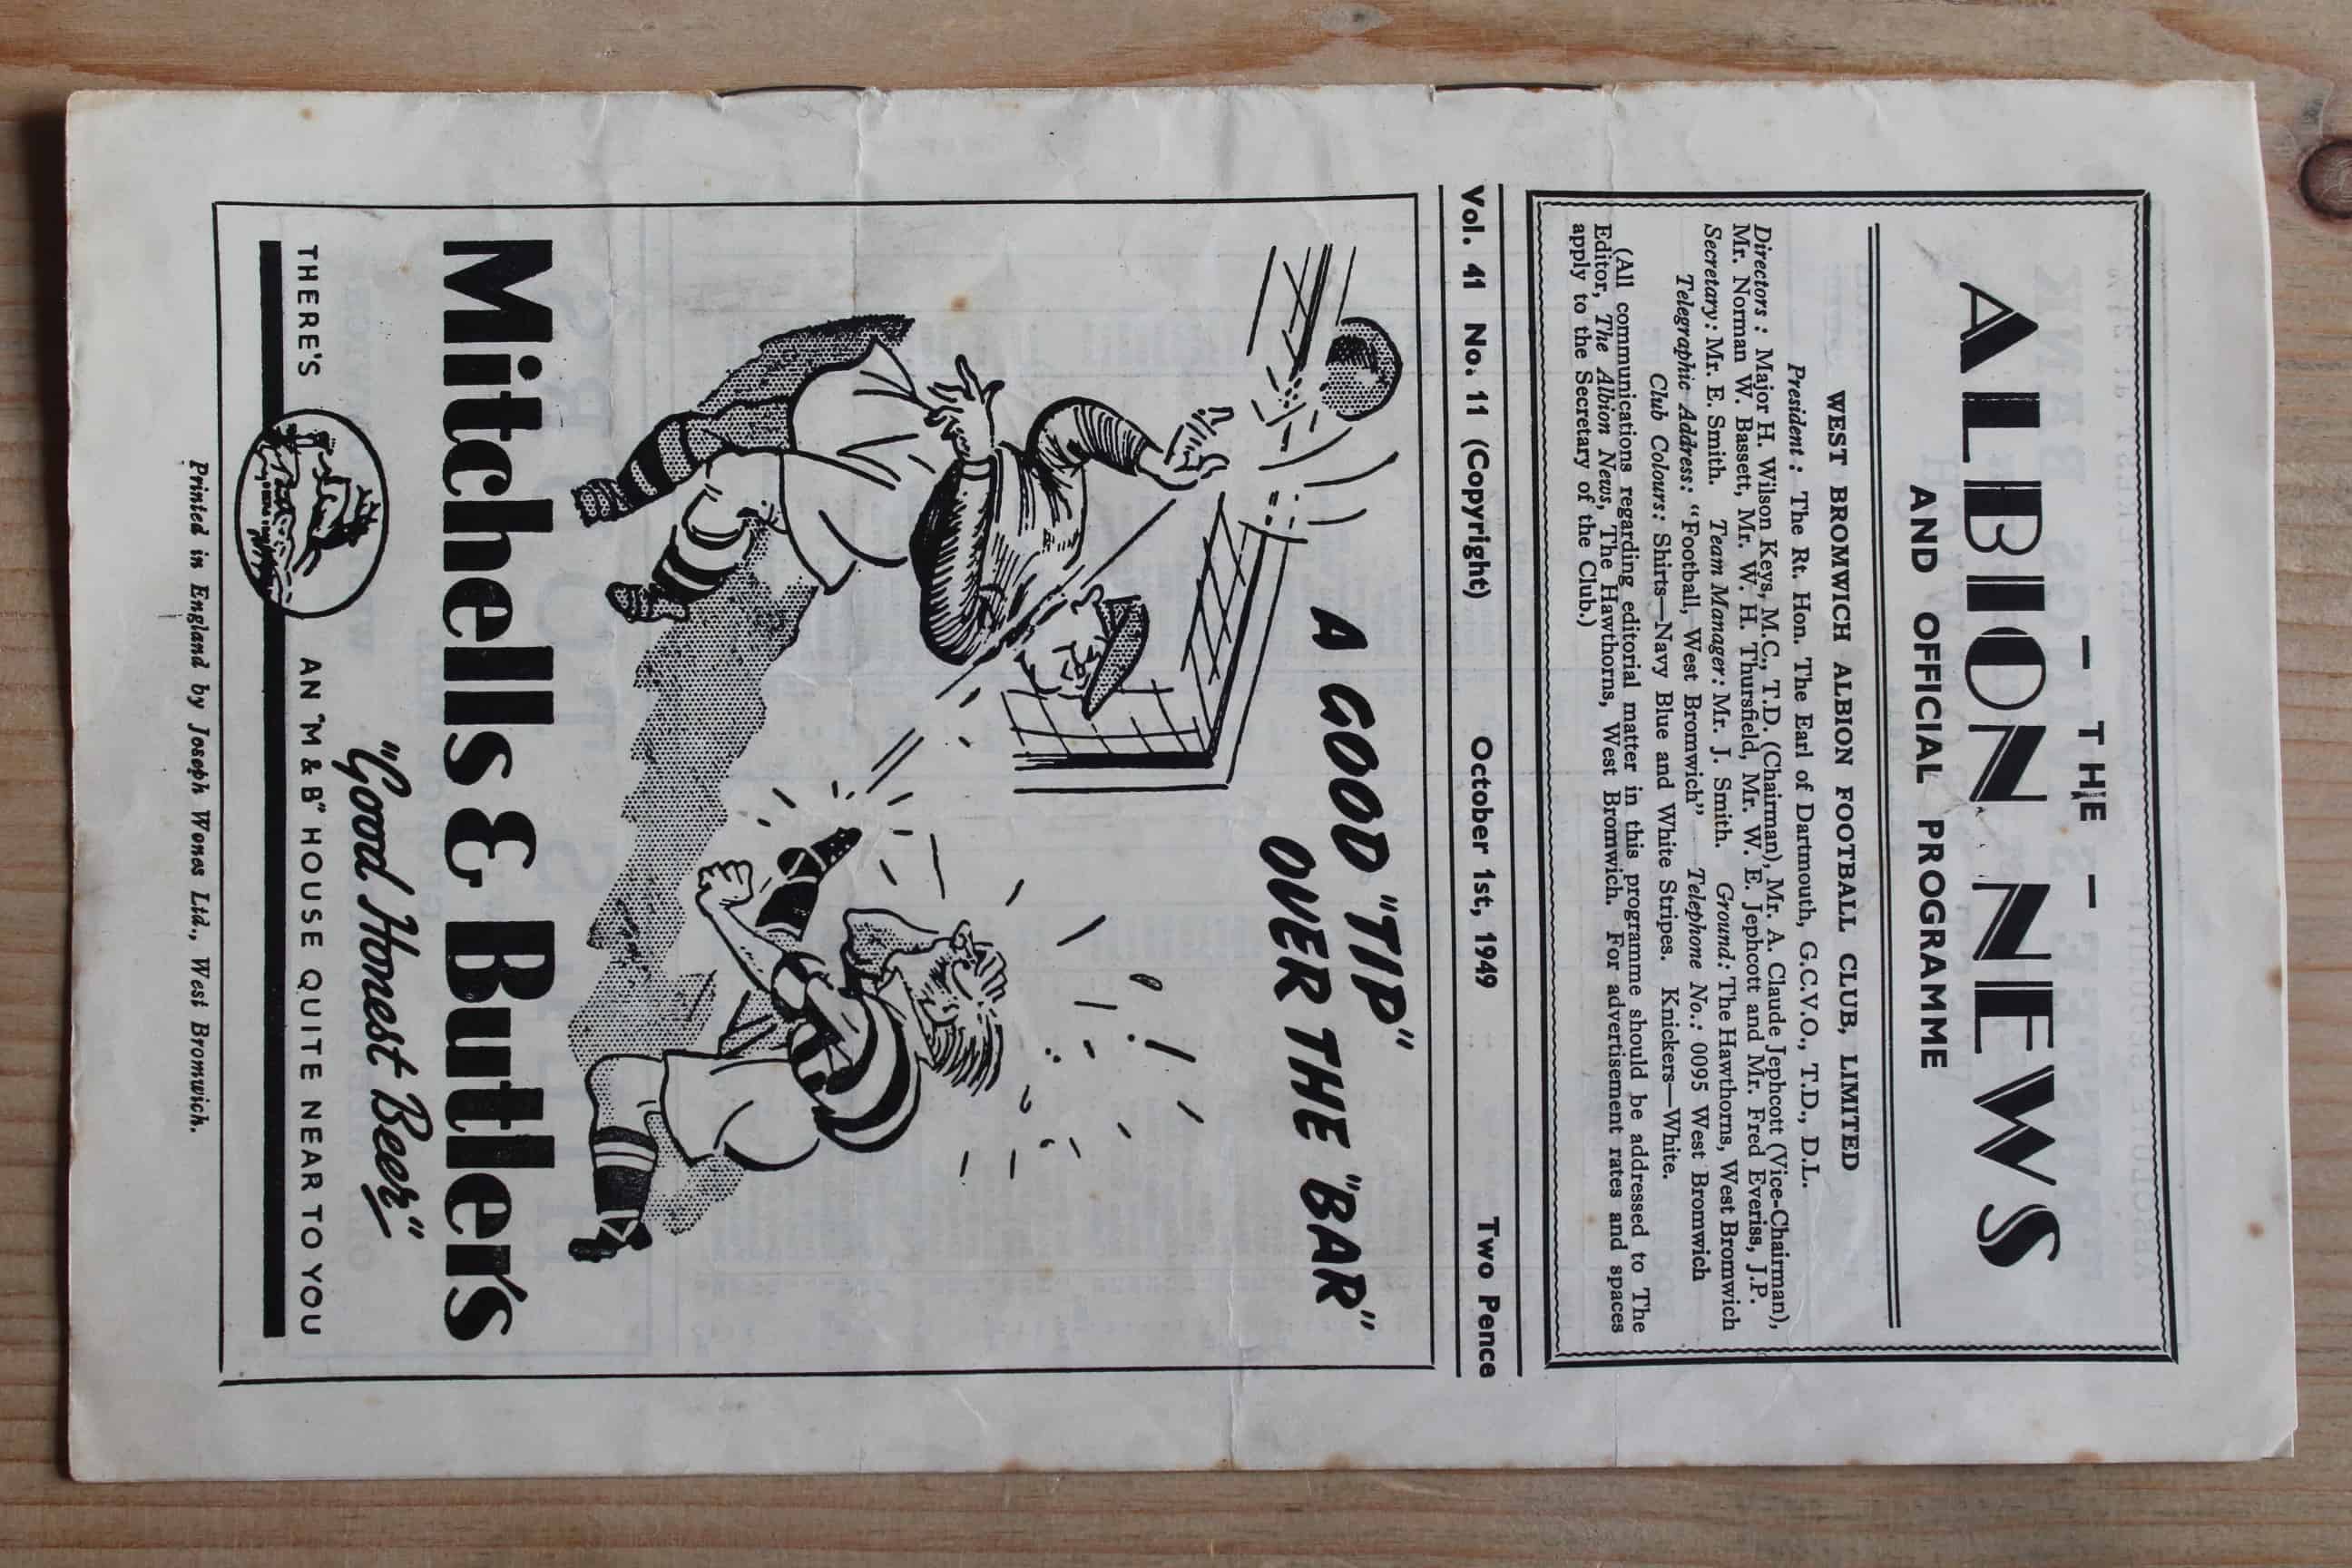 — THE —
ALBION NEWS
AND OFFICIAL PROGRAMME
WEST BROMWICH ALBION FOOTBALL CLUB, LIMITED
President : The Rt. Hon. The Earl of Dartmouth, G.C.V.O., T.D., D.L.
Directors : Major H. Wilson Keys, M.C., T.D. (Chairman), Mr. A. Claude Jephcott (Vice-Chairman),
Mr. Norman W. Bassett, Mr. W. H. Thursfield, Mr. W. E. Jephcott and Mr. Fred Everiss, J.P.
Secretary: Mr. E. Smith. Team Manager: Mr. J. Smith. Ground: The Hawthorns, West Bromwich
Telegraphic Address: "Football, West Bromwich" Telephone No.: 0095 West Bromwich
Club Colours: Shirts—Navy Blue and White Stripes. Knickers—White.
(All communications regarding editorial matter in this programme should be addressed to The
Editor, The Albion News, The Hawthorns, West Bromwich. For advertisement rates and spaces
apply to the Secretary of the Club.)
Vol. 41 No. 11 (Copyright) October 1st, 1949 Two Pence
A GOOD "TIP"
OVER THE "BAR"
Mitchells & Butler's
"Good Honest Beer"
THERE'S AN "M & B" HOUSE QUITE NEAR TO YOU
Printed in England by Joseph Wones Ltd., West Bromwich.